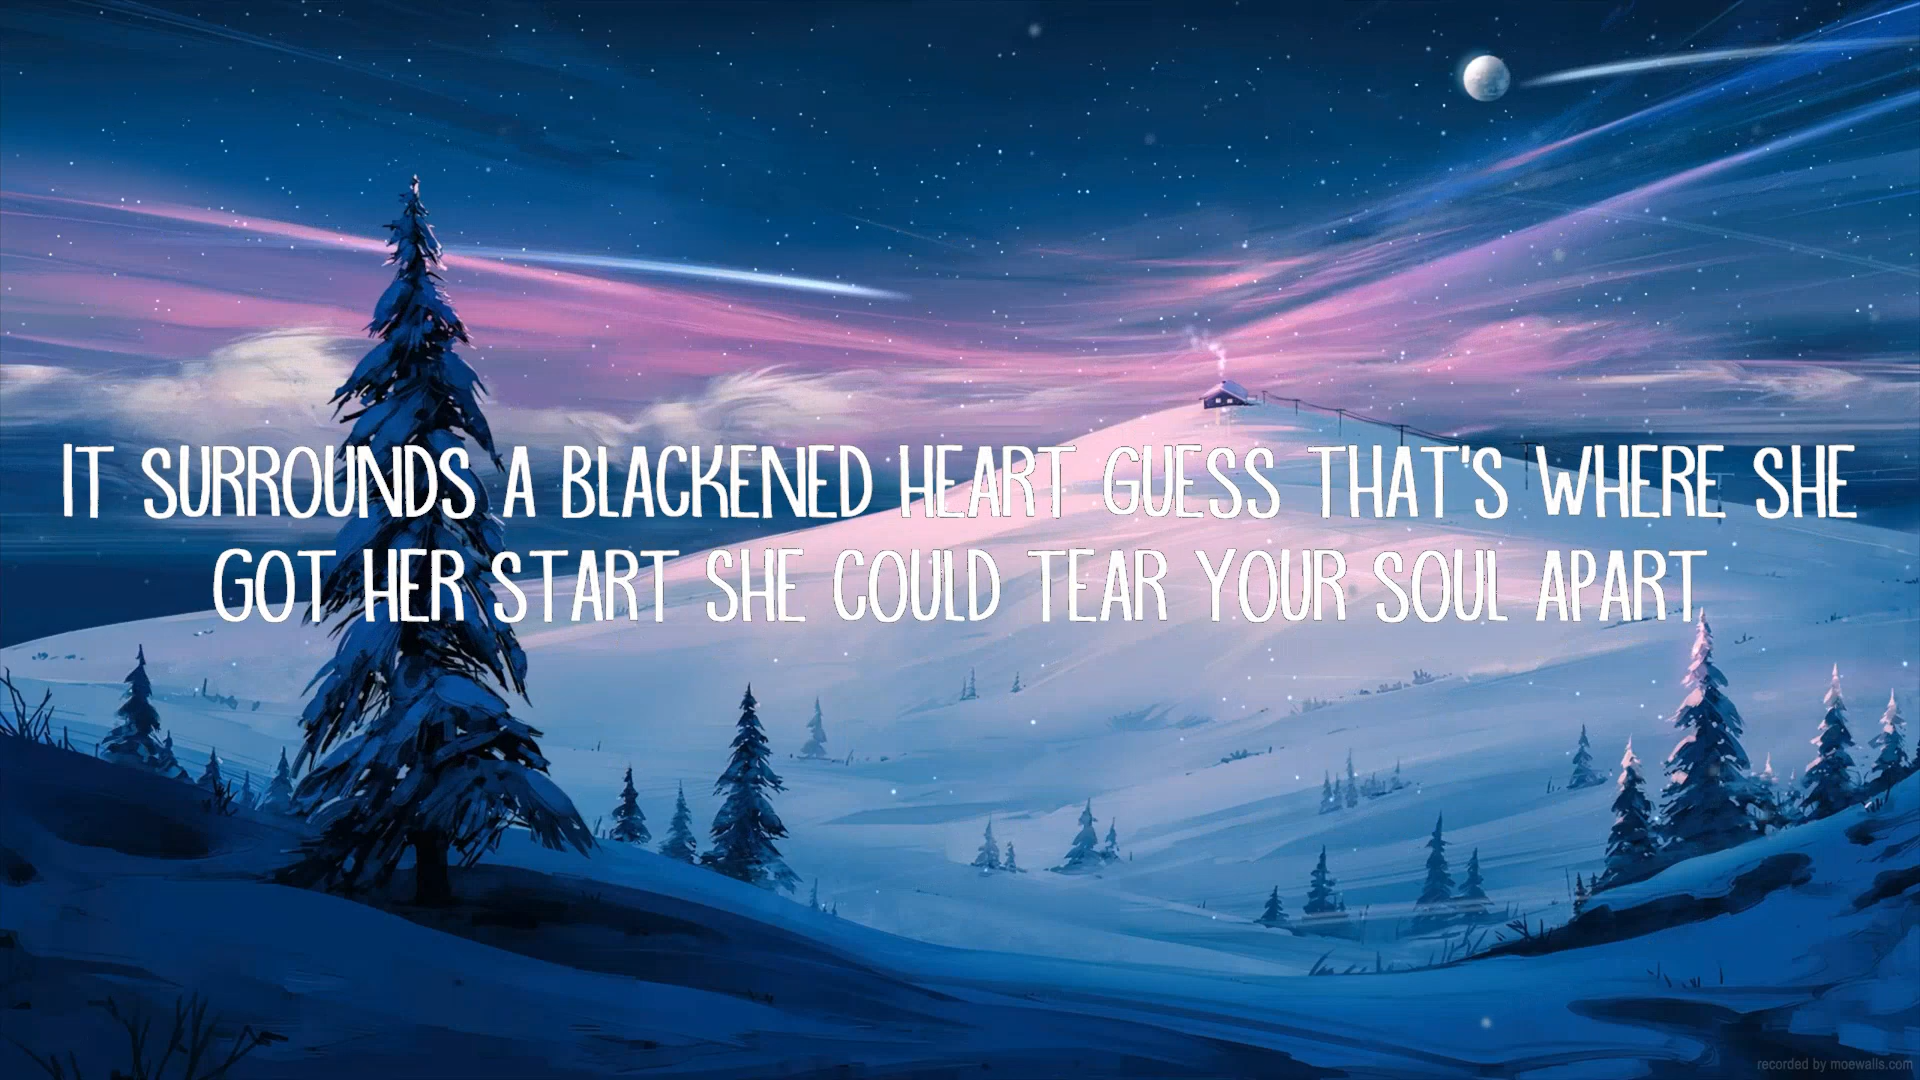 IT SURROUNDS A BLACKENED HEART GUESS THAT'S WHERE SHE
GOT HER START SHE COULD TEAR YOUR SOUL APART
recorded by moewalls.com